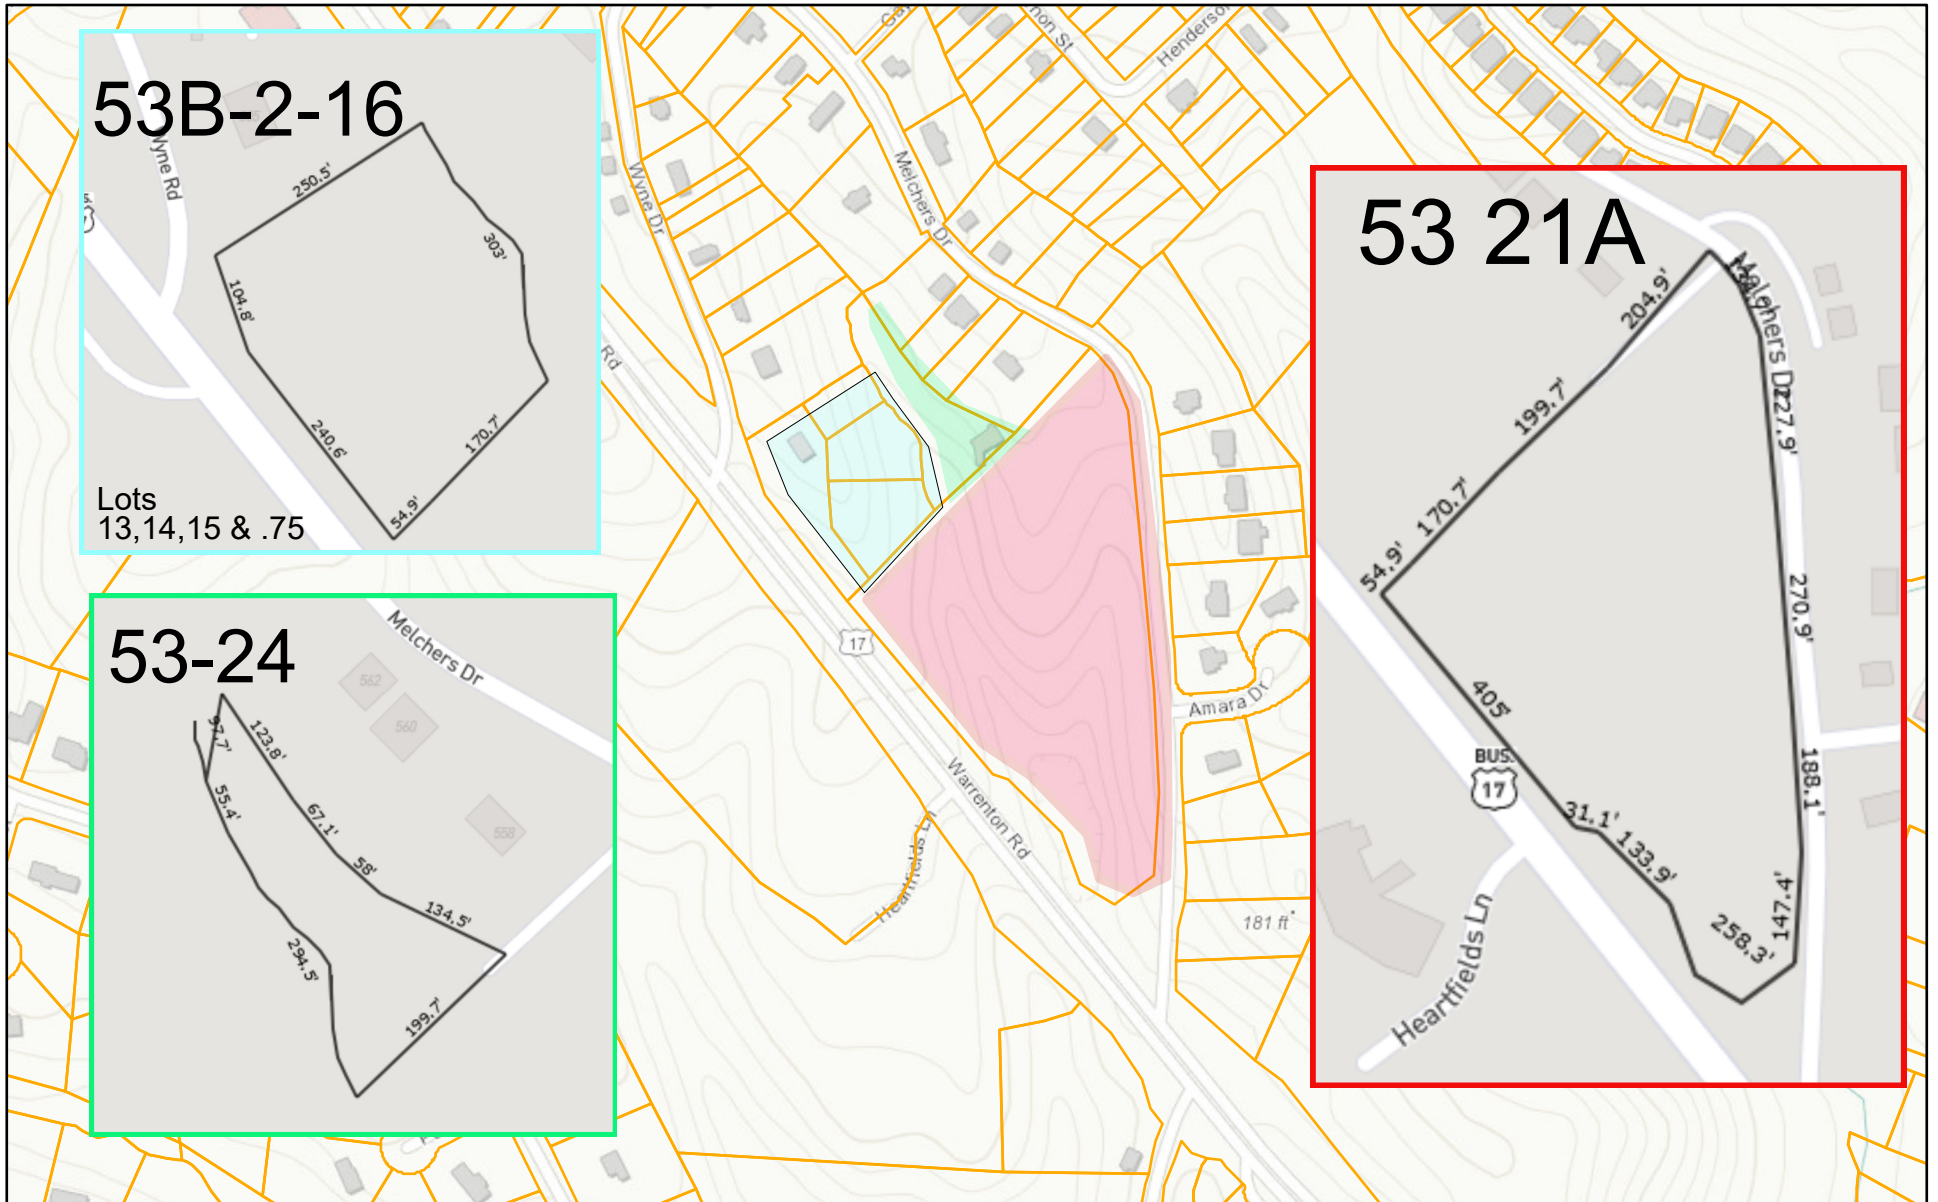 53B-2-16
Wyne Rd
250.5'
303'
104.8'
240.6'
170.7'
54.9'
Lots
13,14,15 & .75
53-24
Melchers Dr
562
560
558
97.7'
123.8'
67.1'
58'
134.5'
55.4'
294.5'
199.7'
Wyne Dr
Melchers Dr
Rd
17
Warrenton Rd
Heartfields Ln
Amara Dr
181 ft
53 21A
Melchers Dr
204.9'
199.7'
170.7'
54.9'
405'
31.1'
133.9'
258.3'
147.4'
188.1'
270.9'
227.9'
BUS.
17
Heartfields Ln